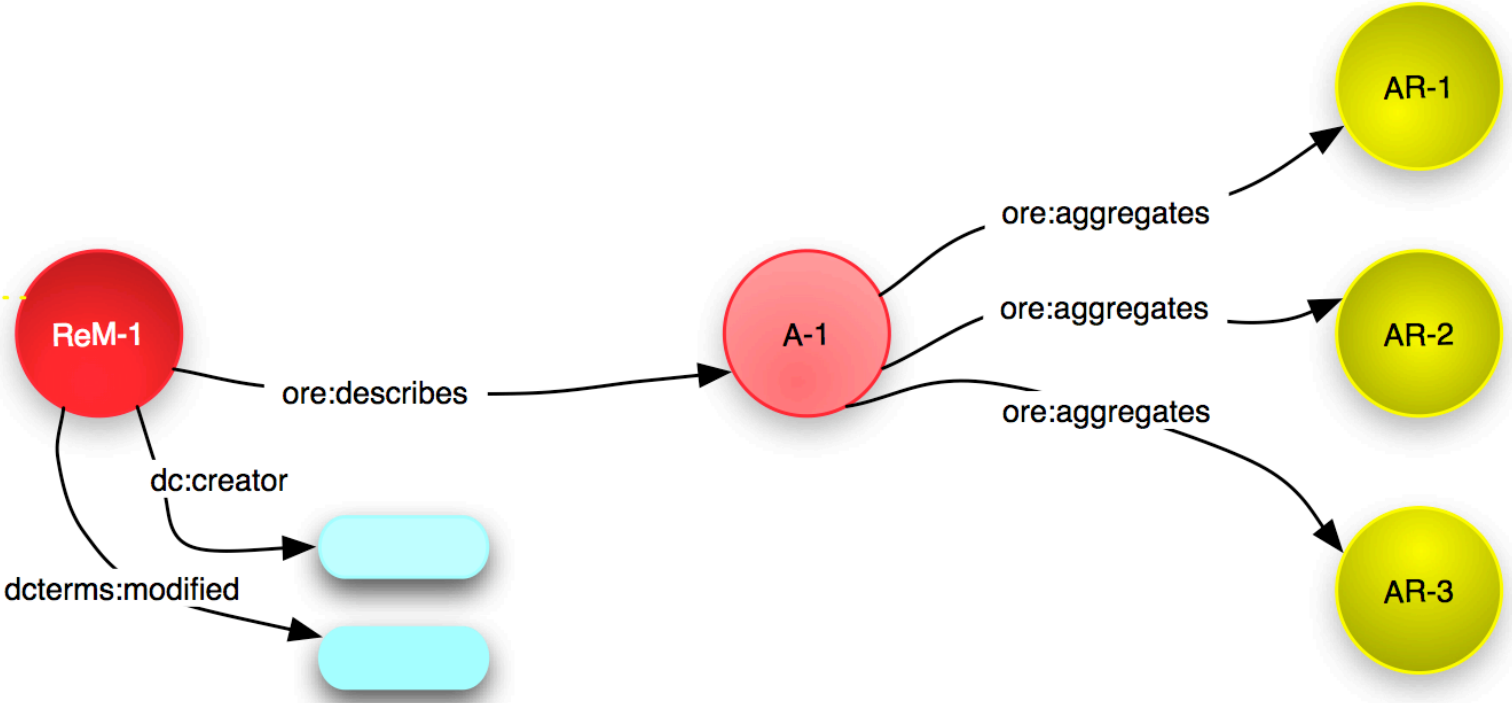 AR-1
ore:aggregates
ore:aggregates
ReM-1
A-1
AR-2
ore:describes
ore:aggregates
dc:creator
dcterms:modified
AR-3